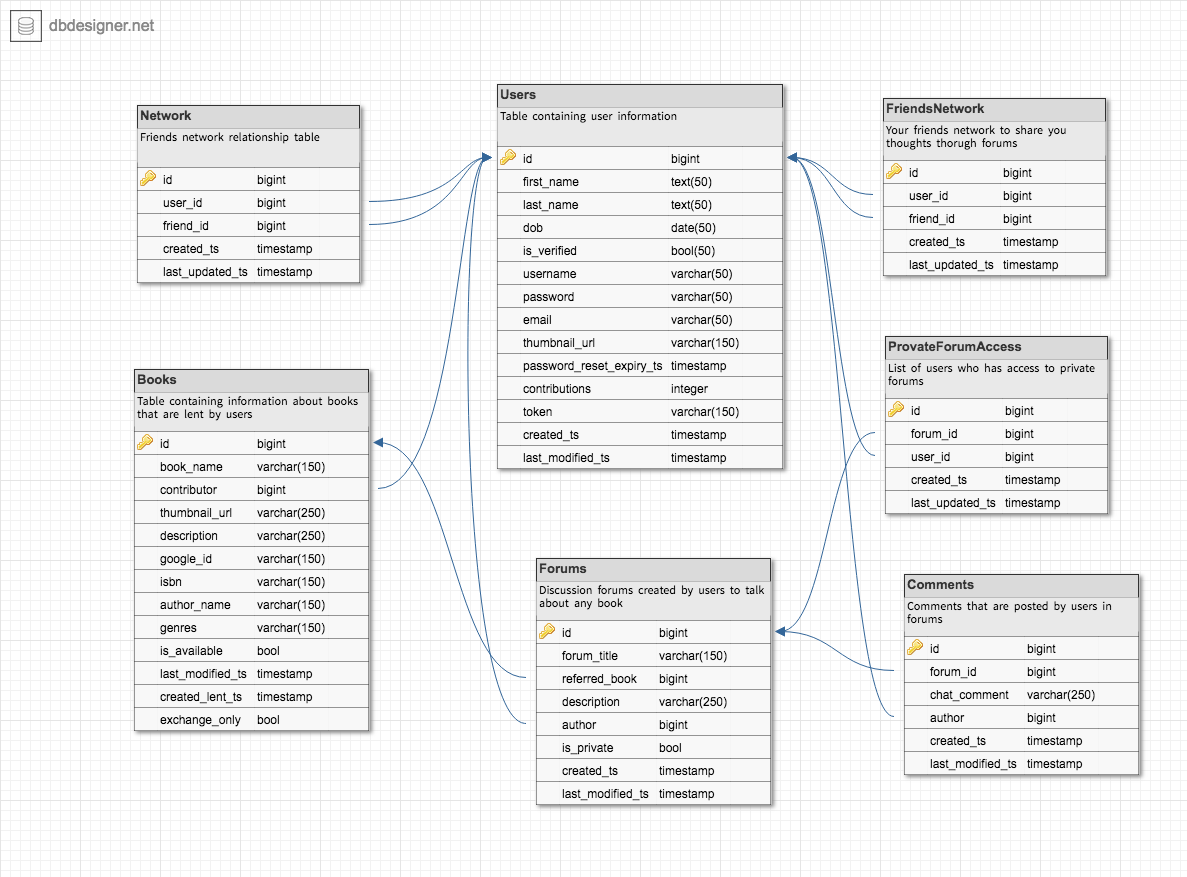 dbdesigner.net
Network
Friends network relationship table
id bigint
user_id bigint
friend_id bigint
created_ts timestamp
last_updated_ts timestamp
Users
Table containing user information
id bigint
first_name text(50)
last_name text(50)
dob date(50)
is_verified bool(50)
username varchar(50)
password varchar(50)
email varchar(50)
thumbnail_url varchar(150)
password_reset_expiry_ts timestamp
contributions integer
token varchar(150)
created_ts timestamp
last_modified_ts timestamp
FriendsNetwork
Your friends network to share you
thoughts thorugh forums
id bigint
user_id bigint
friend_id bigint
created_ts timestamp
last_updated_ts timestamp
ProvateForumAccess
List of users who has access to private
forums
id bigint
forum_id bigint
user_id bigint
created_ts timestamp
last_updated_ts timestamp
Books
Table containing information about books
that are lent by users
id bigint
book_name varchar(150)
contributor bigint
thumbnail_url varchar(250)
description varchar(250)
google_id varchar(150)
isbn varchar(150)
author_name varchar(150)
genres varchar(150)
is_available bool
last_modified_ts timestamp
created_lent_ts timestamp
exchange_only bool
Forums
Discussion forums created by users to talk
about any book
id bigint
forum_title varchar(150)
referred_book bigint
description varchar(250)
author bigint
is_private bool
created_ts timestamp
last_modified_ts timestamp
Comments
Comments that are posted by users in
forums
id bigint
forum_id bigint
chat_comment varchar(250)
author bigint
created_ts timestamp
last_modified_ts timestamp